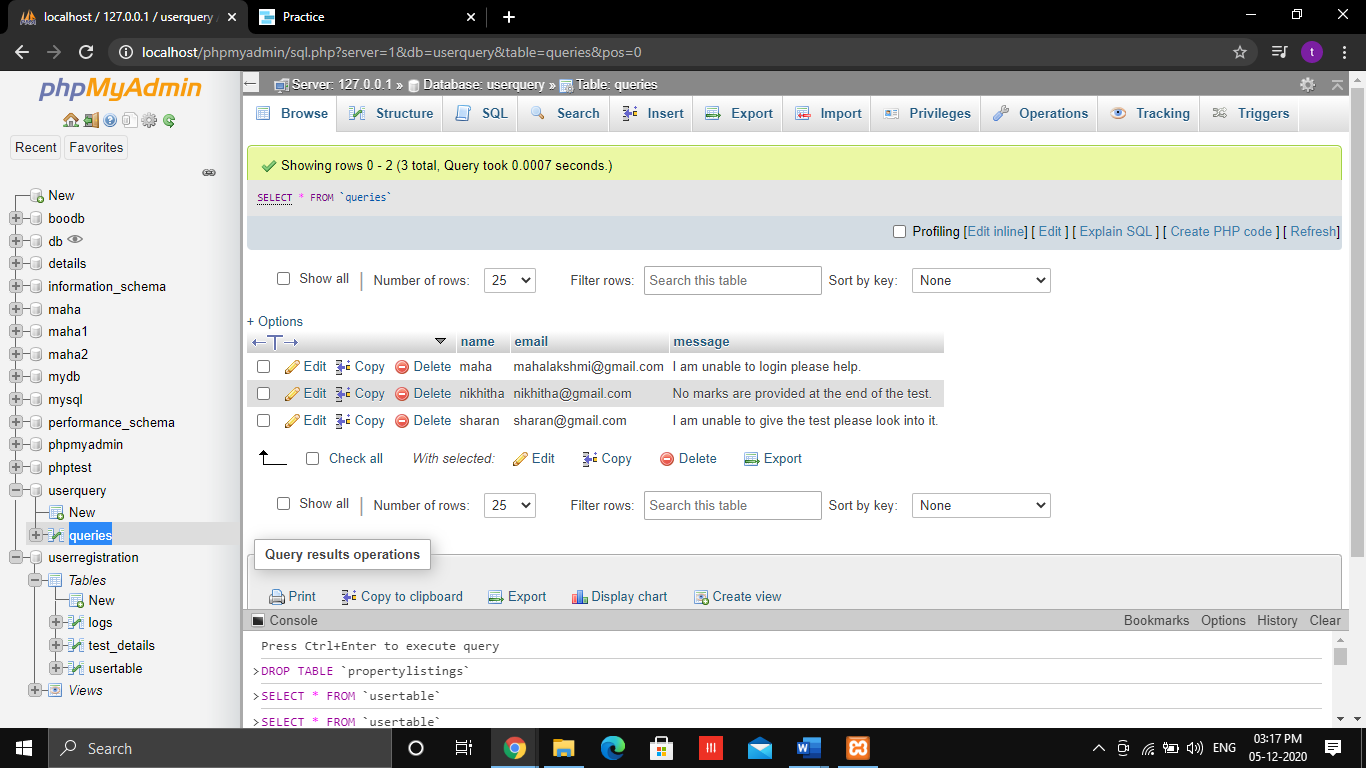 localhost / 127.0.0.1 / userquery
Practice
localhost/phpmyadmin/sql.php?server=1&db=userquery&table=queries&pos=0
t
phpMyAdmin
Recent
Favorites
New
boodb
db
details
information_schema
maha
maha1
maha2
mydb
mysql
performance_schema
phpmyadmin
phptest
userquery
New
queries
userregistration
Tables
New
logs
test_details
usertable
Views
Server: 127.0.0.1 » Database: userquery » Table: queries
Browse Structure SQL Search Insert Export Import Privileges Operations Tracking Triggers
Showing rows 0 - 2 (3 total, Query took 0.0007 seconds.)
SELECT * FROM `queries`
Profiling [Edit inline] [ Edit ] [ Explain SQL ] [ Create PHP code ] [ Refresh]
Show all | Number of rows: 25 Filter rows: Search this table Sort by key: None
+ Options
←T→ name email message
Edit Copy Delete maha mahalakshmi@gmail.com I am unable to login please help.
Edit Copy Delete nikhitha nikhitha@gmail.com No marks are provided at the end of the test.
Edit Copy Delete sharan sharan@gmail.com I am unable to give the test please look into it.
Check all With selected: Edit Copy Delete Export
Show all | Number of rows: 25 Filter rows: Search this table Sort by key: None
Query results operations
Print Copy to clipboard Export Display chart Create view
Console Bookmarks Options History Clear
Press Ctrl+Enter to execute query
>DROP TABLE `propertylistings`
>SELECT * FROM `usertable`
>SELECT * FROM `usertable`
Search
ENG
03:17 PM
05-12-2020